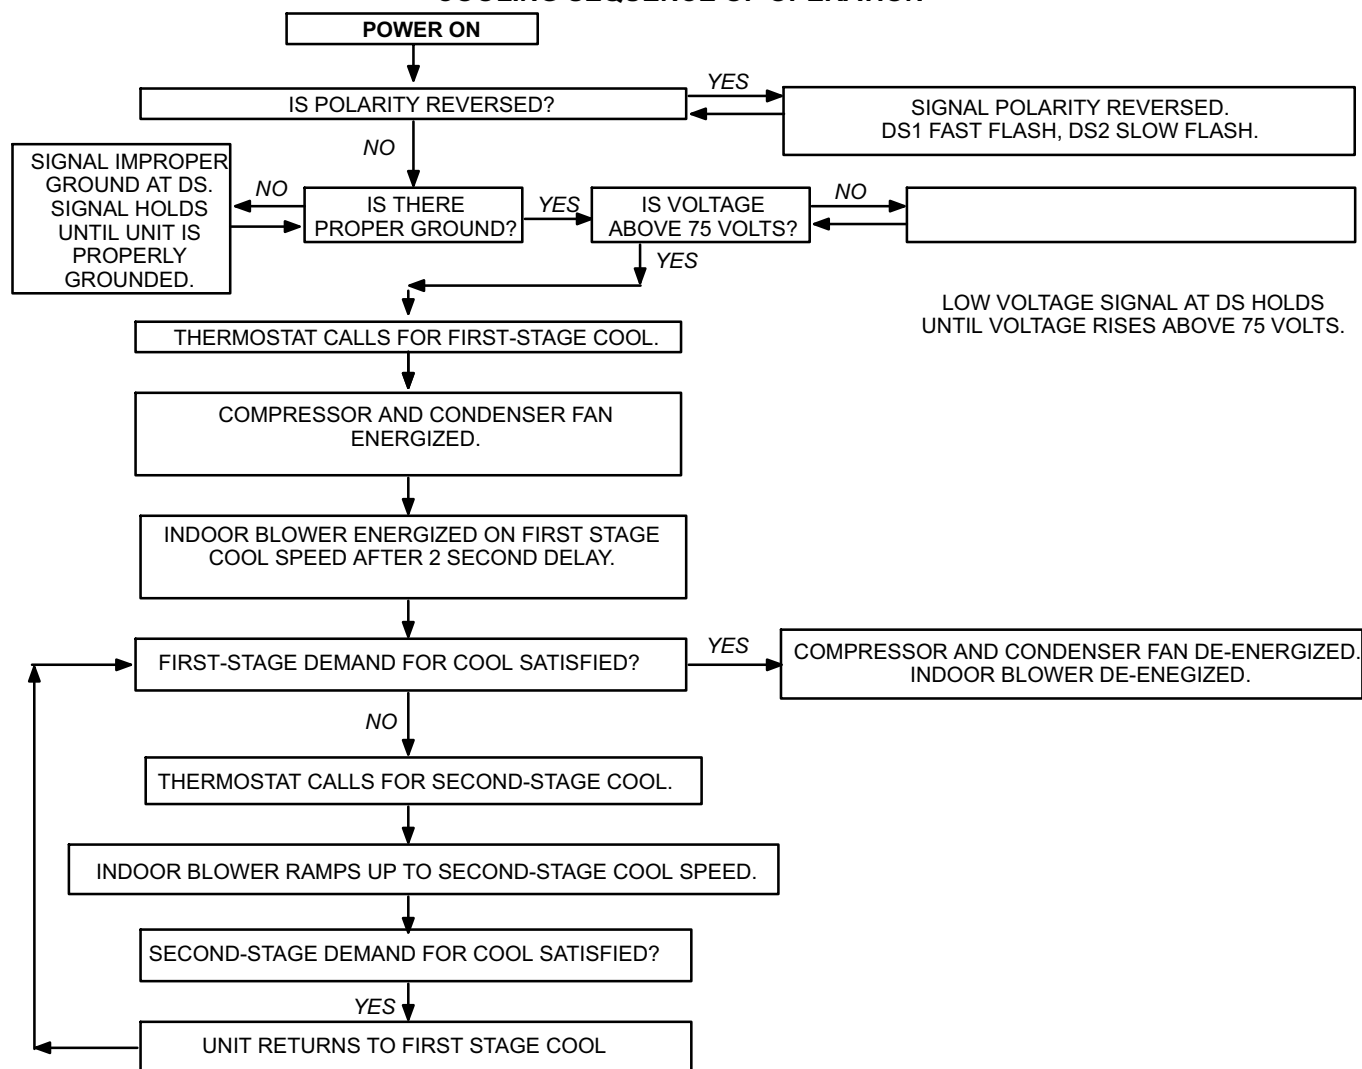 COOLING SEQUENCE OF OPERATION
POWER ON
IS POLARITY REVERSED?
YES
SIGNAL POLARITY REVERSED.
DS1 FAST FLASH, DS2 SLOW FLASH.
NO
SIGNAL IMPROPER
GROUND AT DS.
SIGNAL HOLDS
UNTIL UNIT IS
PROPERLY
GROUNDED.
NO
IS THERE
PROPER GROUND?
YES
IS VOLTAGE
ABOVE 75 VOLTS?
NO
YES
LOW VOLTAGE SIGNAL AT DS HOLDS
UNTIL VOLTAGE RISES ABOVE 75 VOLTS.
THERMOSTAT CALLS FOR FIRST-STAGE COOL.
COMPRESSOR AND CONDENSER FAN
ENERGIZED.
INDOOR BLOWER ENERGIZED ON FIRST STAGE
COOL SPEED AFTER 2 SECOND DELAY.
FIRST-STAGE DEMAND FOR COOL SATISFIED?
YES
COMPRESSOR AND CONDENSER FAN DE-ENERGIZED.
INDOOR BLOWER DE-ENEGIZED.
NO
THERMOSTAT CALLS FOR SECOND-STAGE COOL.
INDOOR BLOWER RAMPS UP TO SECOND-STAGE COOL SPEED.
SECOND-STAGE DEMAND FOR COOL SATISFIED?
YES
UNIT RETURNS TO FIRST STAGE COOL